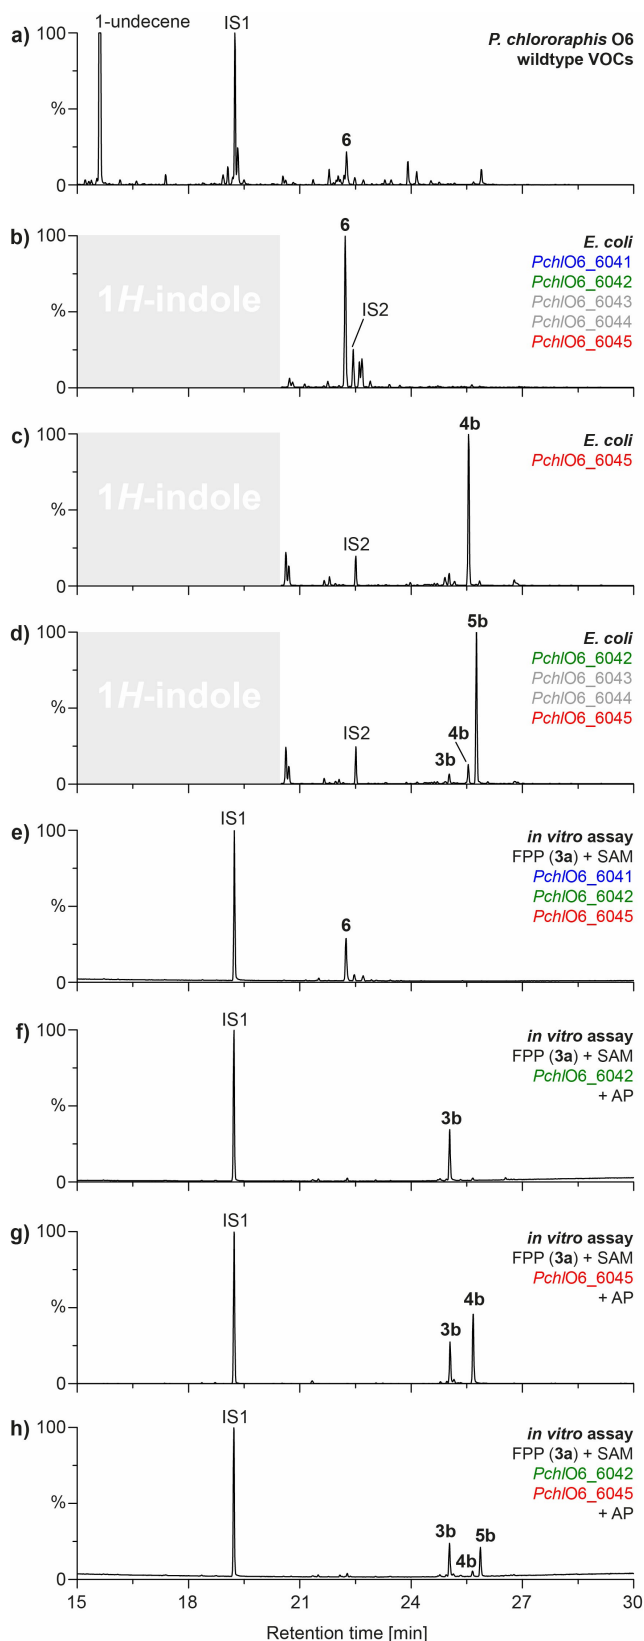 a) 100 1-undecene IS1 P. chlororaphis O6
wildtype VOCs
%
6
0
b) 100 6 E. coli
PchlO6_6041
PchlO6_6042
1H-indole IS2 PchlO6_6043
% PchlO6_6044
PchlO6_6045
0
c) 100 4b E. coli
PchlO6_6045
1H-indole
%
IS2
0
d) 100 5b E. coli
PchlO6_6042
PchlO6_6043
1H-indole PchlO6_6044
% PchlO6_6045
IS2 4b
3b
0
e) 100 IS1 in vitro assay
FPP (3a) + SAM
PchlO6_6041
PchlO6_6042
% PchlO6_6045
6
0
f) 100 IS1 in vitro assay
FPP (3a) + SAM
PchlO6_6042
% + AP
3b
0
g) 100 IS1 in vitro assay
FPP (3a) + SAM
PchlO6_6045
% 4b + AP
3b
0
h) 100 IS1 in vitro assay
FPP (3a) + SAM
PchlO6_6042
PchlO6_6045
% + AP
3b 4b 5b
0
15 18 21 24 27 30
Retention time [min]